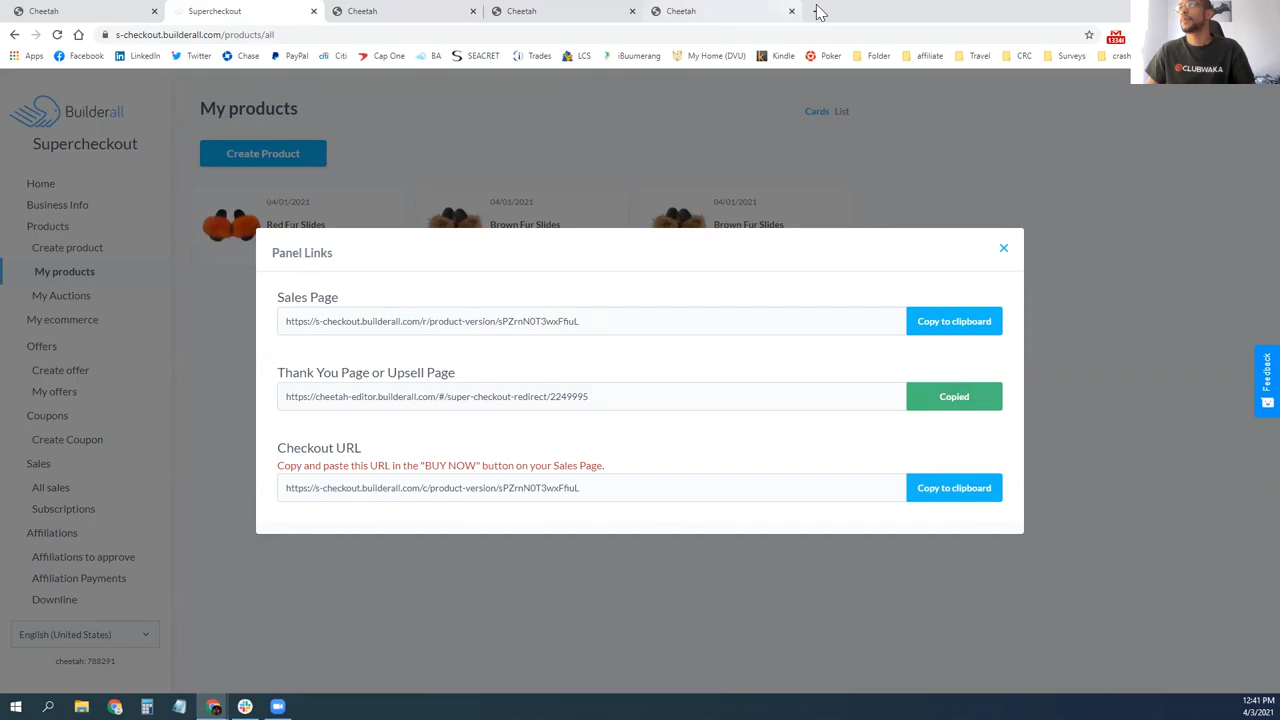 Cheetah
Supercheckout
Cheetah
Cheetah
Cheetah
s-checkout.builderall.com/products/all
Apps
Facebook
LinkedIn
Twitter
Chase
PayPal
citi
Citi
Cap One
BA
SEACRET
Trades
LCS
iBuumerang
My Home (DVU)
Kindle
Poker
Folder
affiliate
Travel
CRC
Surveys
crash
CLUBWAKA
Builderall
Supercheckout
Home
Business Info
Products
Create product
My products
My Auctions
My ecommerce
Offers
Create offer
My offers
Coupons
Create Coupon
Sales
All sales
Subscriptions
Affiliations
Affiliations to approve
Affiliation Payments
Downline
English (United States)
cheetah: 788291
My products
Cards List
Create Product
04/01/2021
Red Fur Slides
04/01/2021
Brown Fur Slides
04/01/2021
Brown Fur Slides
Panel Links
Sales Page
https://s-checkout.builderall.com/r/product-version/sPZrnN0T3wxFfiuL
Copy to clipboard
Thank You Page or Upsell Page
https://cheetah-editor.builderall.com/#/super-checkout-redirect/2249995
Copied
Checkout URL
Copy and paste this URL in the "BUY NOW" button on your Sales Page.
https://s-checkout.builderall.com/c/product-version/sPZrnN0T3wxFfiuL
Copy to clipboard
Feedback
12:41 PM
4/3/2021